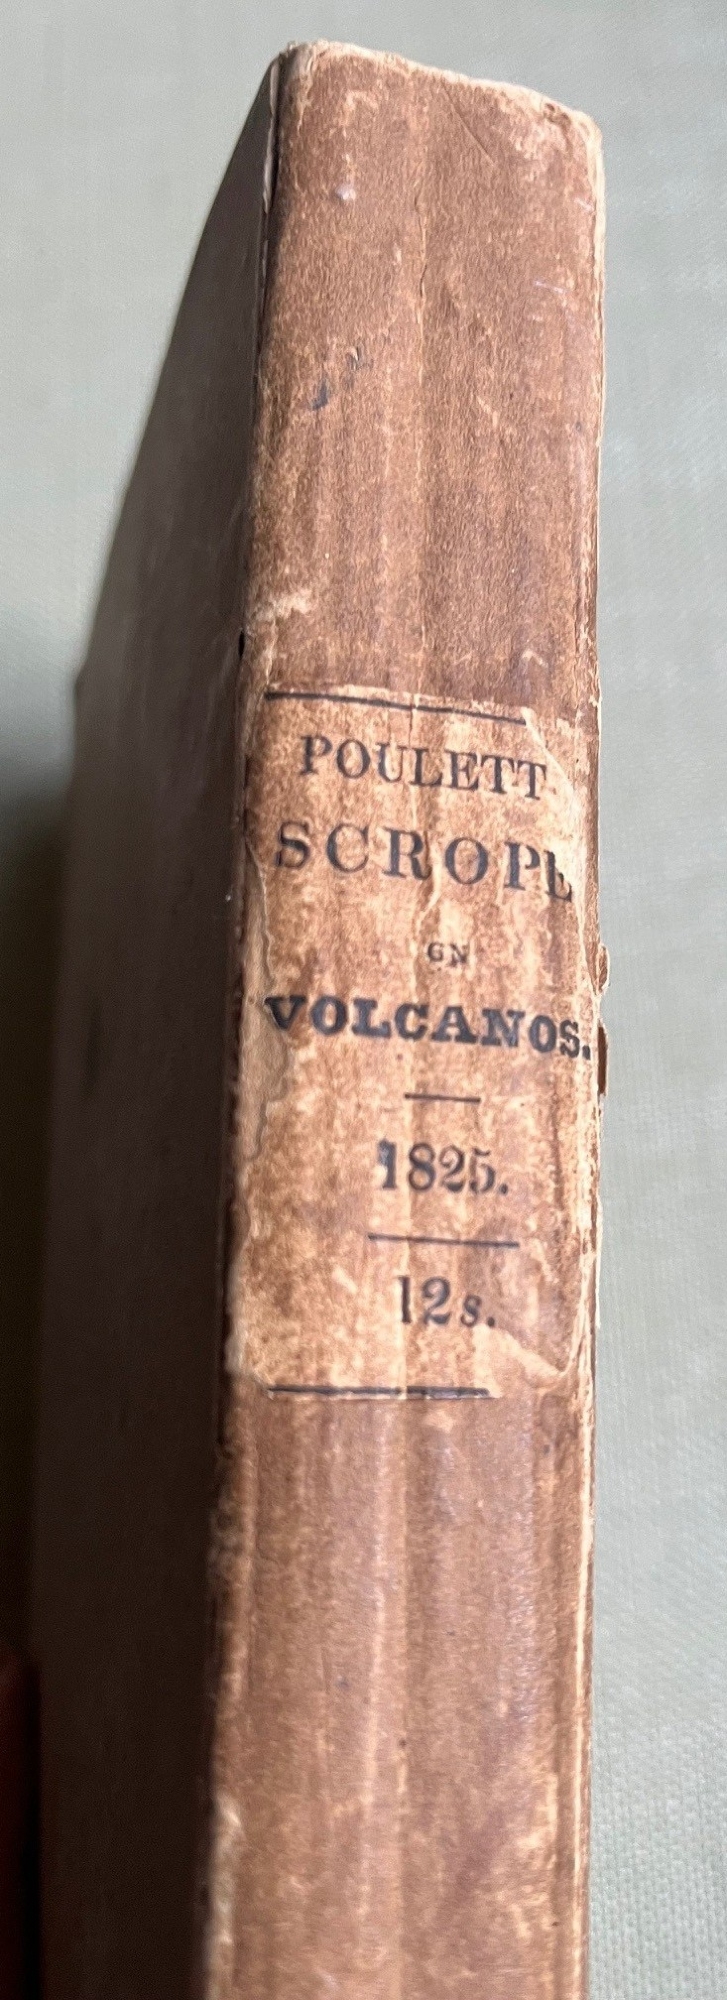 POULETT
SCROPE
ON
VOLCANOS.
1825.
12s.